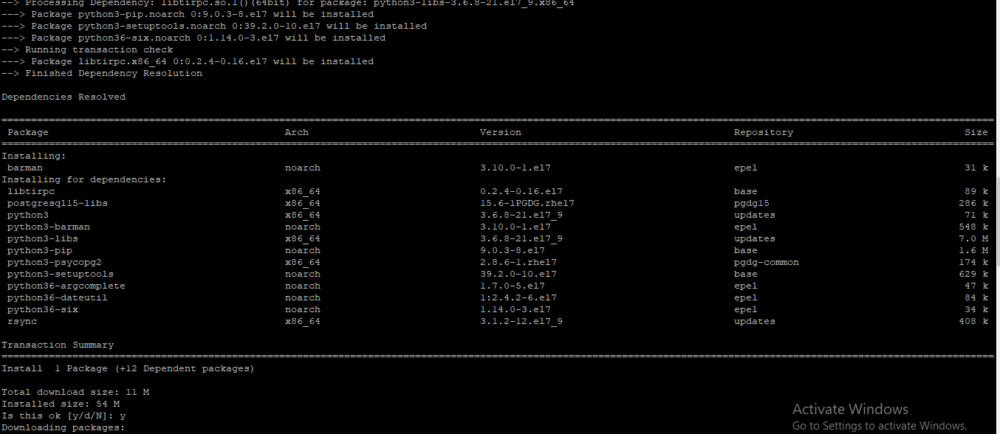 --> Processing Dependency: libtirpc.so.1()(64bit) for package: python3-libs-3.6.8-21.el7_9.x86_64
---> Package python3-pip.noarch 0:9.0.3-8.el7 will be installed
---> Package python3-setuptools.noarch 0:39.2.0-10.el7 will be installed
---> Package python36-six.noarch 0:1.14.0-3.el7 will be installed
--> Running transaction check
---> Package libtirpc.x86_64 0:0.2.4-0.16.el7 will be installed
--> Finished Dependency Resolution
Dependencies Resolved
Package Arch Version Repository Size
Installing:
barman noarch 3.10.0-1.el7 epel 31 k
Installing for dependencies:
libtirpc x86_64 0.2.4-0.16.el7 base 89 k
postgresql15-libs x86_64 15.6-1PGDG.rhel7 pgdg15 286 k
python3 x86_64 3.6.8-21.el7_9 updates 71 k
python3-barman noarch 3.10.0-1.el7 epel 548 k
python3-libs x86_64 3.6.8-21.el7_9 updates 7.0 M
python3-pip noarch 9.0.3-8.el7 base 1.6 M
python3-psycopg2 x86_64 2.8.6-1.rhel7 pgdg-common 174 k
python3-setuptools noarch 39.2.0-10.el7 base 629 k
python36-argcomplete noarch 1.7.0-5.el7 epel 47 k
python36-dateutil noarch 1:2.4.2-6.el7 epel 84 k
python36-six noarch 1.14.0-3.el7 epel 34 k
rsync x86_64 3.1.2-12.el7_9 updates 408 k
Transaction Summary
Install 1 Package (+12 Dependent packages)
Total download size: 11 M
Installed size: 54 M
Is this ok [y/d/N]: y
Downloading packages:
Activate Windows
Go to Settings to activate Windows.